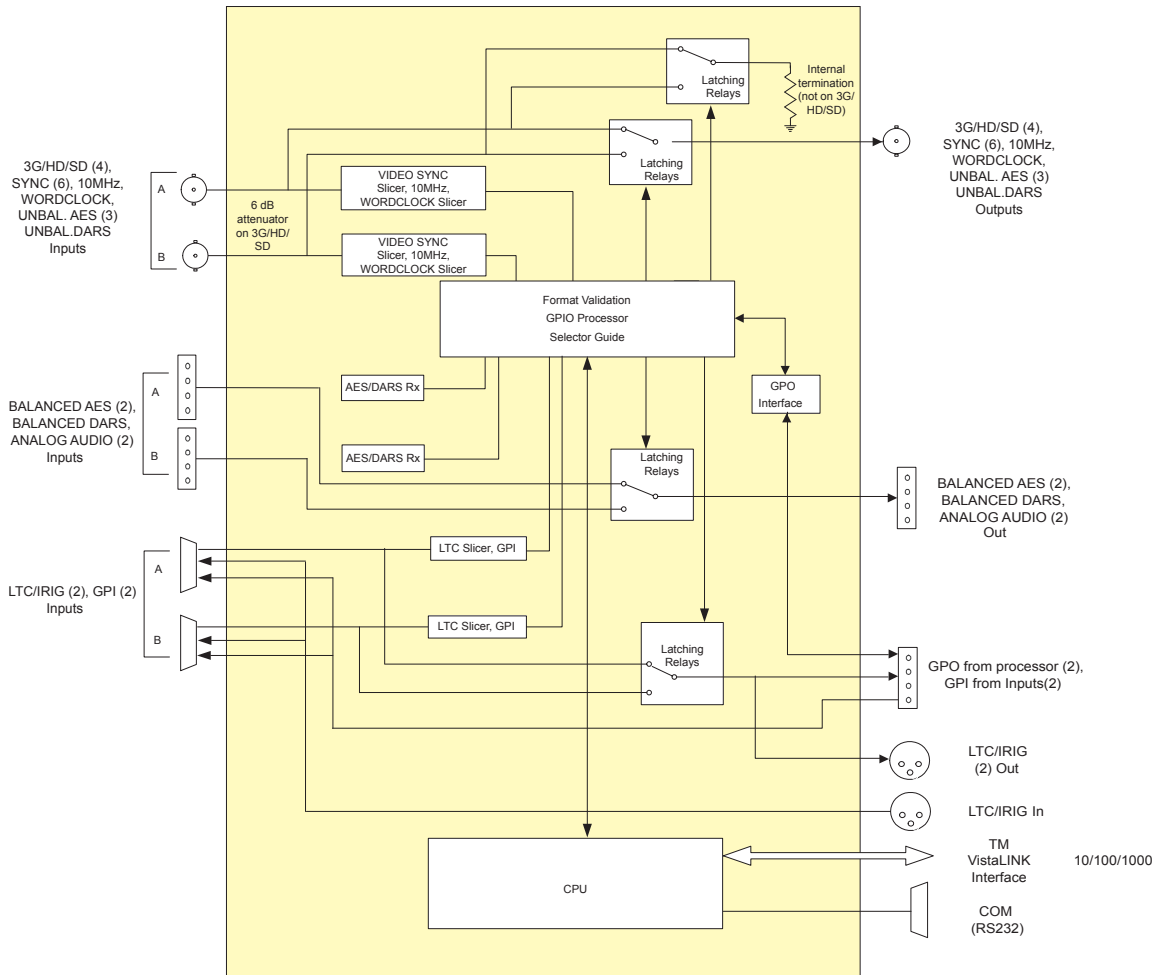 Latching
Relays
Internal
termination
(not on 3G/
HD/SD)
Latching
Relays
3G/HD/SD (4),
SYNC (6), 10MHz,
WORDCLOCK,
UNBAL. AES (3)
UNBAL.DARS
Inputs
A
B
6 dB
attenuator
on 3G/HD/
SD
VIDEO SYNC
Slicer, 10MHz,
WORDCLOCK Slicer
VIDEO SYNC
Slicer, 10MHz,
WORDCLOCK Slicer
3G/HD/SD (4),
SYNC (6), 10MHz,
WORDCLOCK,
UNBAL. AES (3)
UNBAL.DARS
Outputs
Format Validation
GPIO Processor
Selector Guide
GPO
Interface
BALANCED AES (2),
BALANCED DARS,
ANALOG AUDIO (2)
Inputs
A
B
AES/DARS Rx
AES/DARS Rx
Latching
Relays
BALANCED AES (2),
BALANCED DARS,
ANALOG AUDIO (2)
Out
LTC/IRIG (2), GPI (2)
Inputs
A
B
LTC Slicer, GPI
LTC Slicer, GPI
Latching
Relays
GPO from processor (2),
GPI from Inputs(2)
LTC/IRIG
(2) Out
LTC/IRIG In
CPU
TM
VistaLINK
Interface
10/100/1000
COM
(RS232)